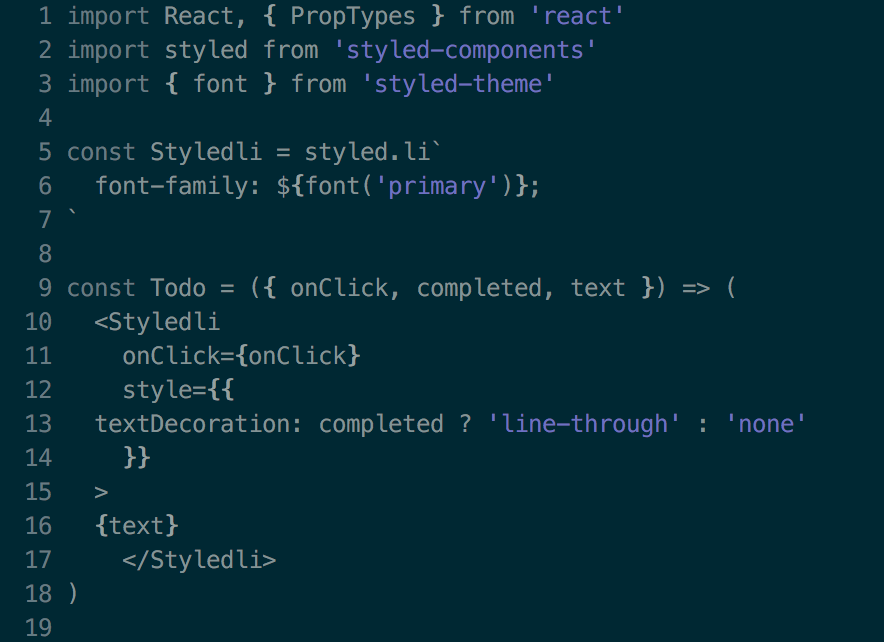 1 import React, { PropTypes } from 'react'
2 import styled from 'styled-components'
3 import { font } from 'styled-theme'
4
5 const Styledli = styled.li`
6   font-family: ${font('primary')};
7 `
8
9 const Todo = ({ onClick, completed, text }) => (
10   <Styledli
11     onClick={onClick}
12     style={{
13   textDecoration: completed ? 'line-through' : 'none'
14     }}
15   >
16   {text}
17     </Styledli>
18 )
19